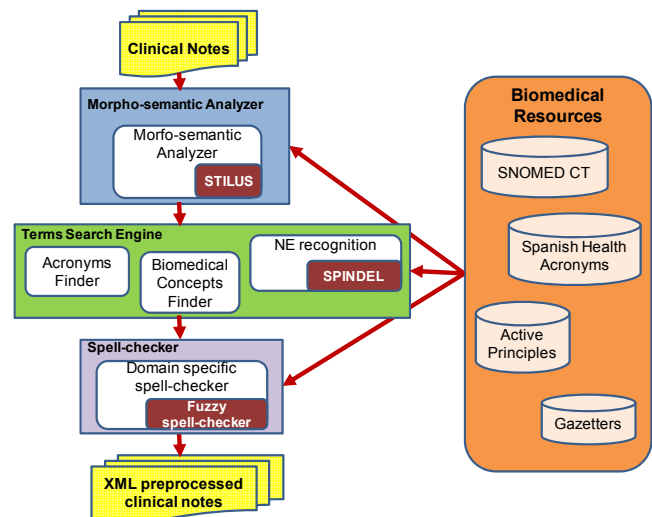 Clinical Notes
Morpho-semantic Analyzer
Morfo-semantic
Analyzer
STILUS
Terms Search Engine
Acronyms
Finder
Biomedical
Concepts
Finder
NE recognition
SPINDEL
Spell-checker
Domain specific
spell-checker
Fuzzy
spell-checker
XML preprocessed
clinical notes
Biomedical
Resources
SNOMED CT
Spanish Health
Acronyms
Active
Principles
Gazetters